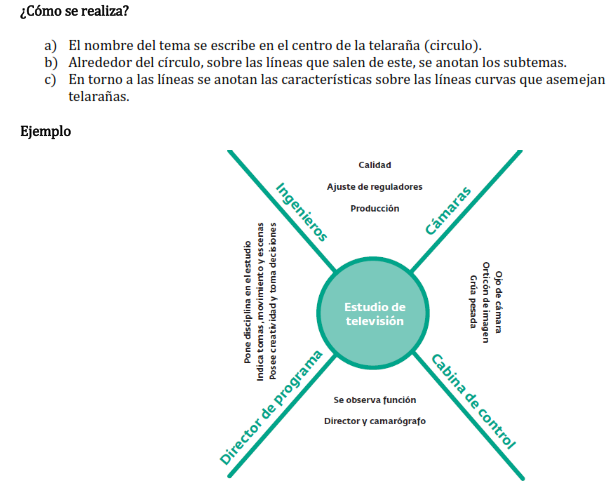 ¿Cómo se realiza?
a) El nombre del tema se escribe en el centro de la telaraña (circulo).
b) Alrededor del círculo, sobre las líneas que salen de este, se anotan los subtemas.
c) En torno a las líneas se anotan las características sobre las líneas curvas que asemejan
telarañas.
Ejemplo
Calidad
Ajuste de reguladores
Producción
Ingenieros
Cámaras
Pone disciplina en el estudio
Indica tomas, movimiento y escenas
Posee creatividad y toma decisiones
Estudio de
televisión
Ojo de cámara
Orticón de imagen
Grúa pesada
Director de programa
Cabina de control
Se observa función
Director y camarógrafo